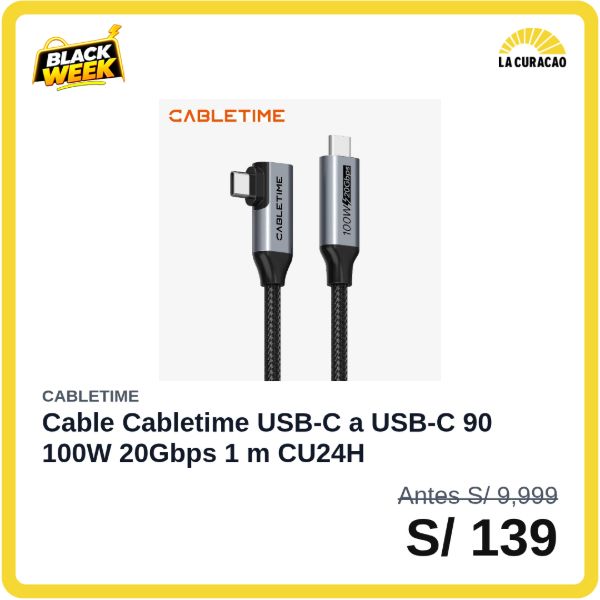 BLACK
WEEK
LA CURACAO
CABLETIME
CABLETIME
100W 20Gbps
CABLETIME
Cable Cabletime USB-C a USB-C 90
100W 20Gbps 1 m CU24H
Antes S/ 9,999
S/ 139